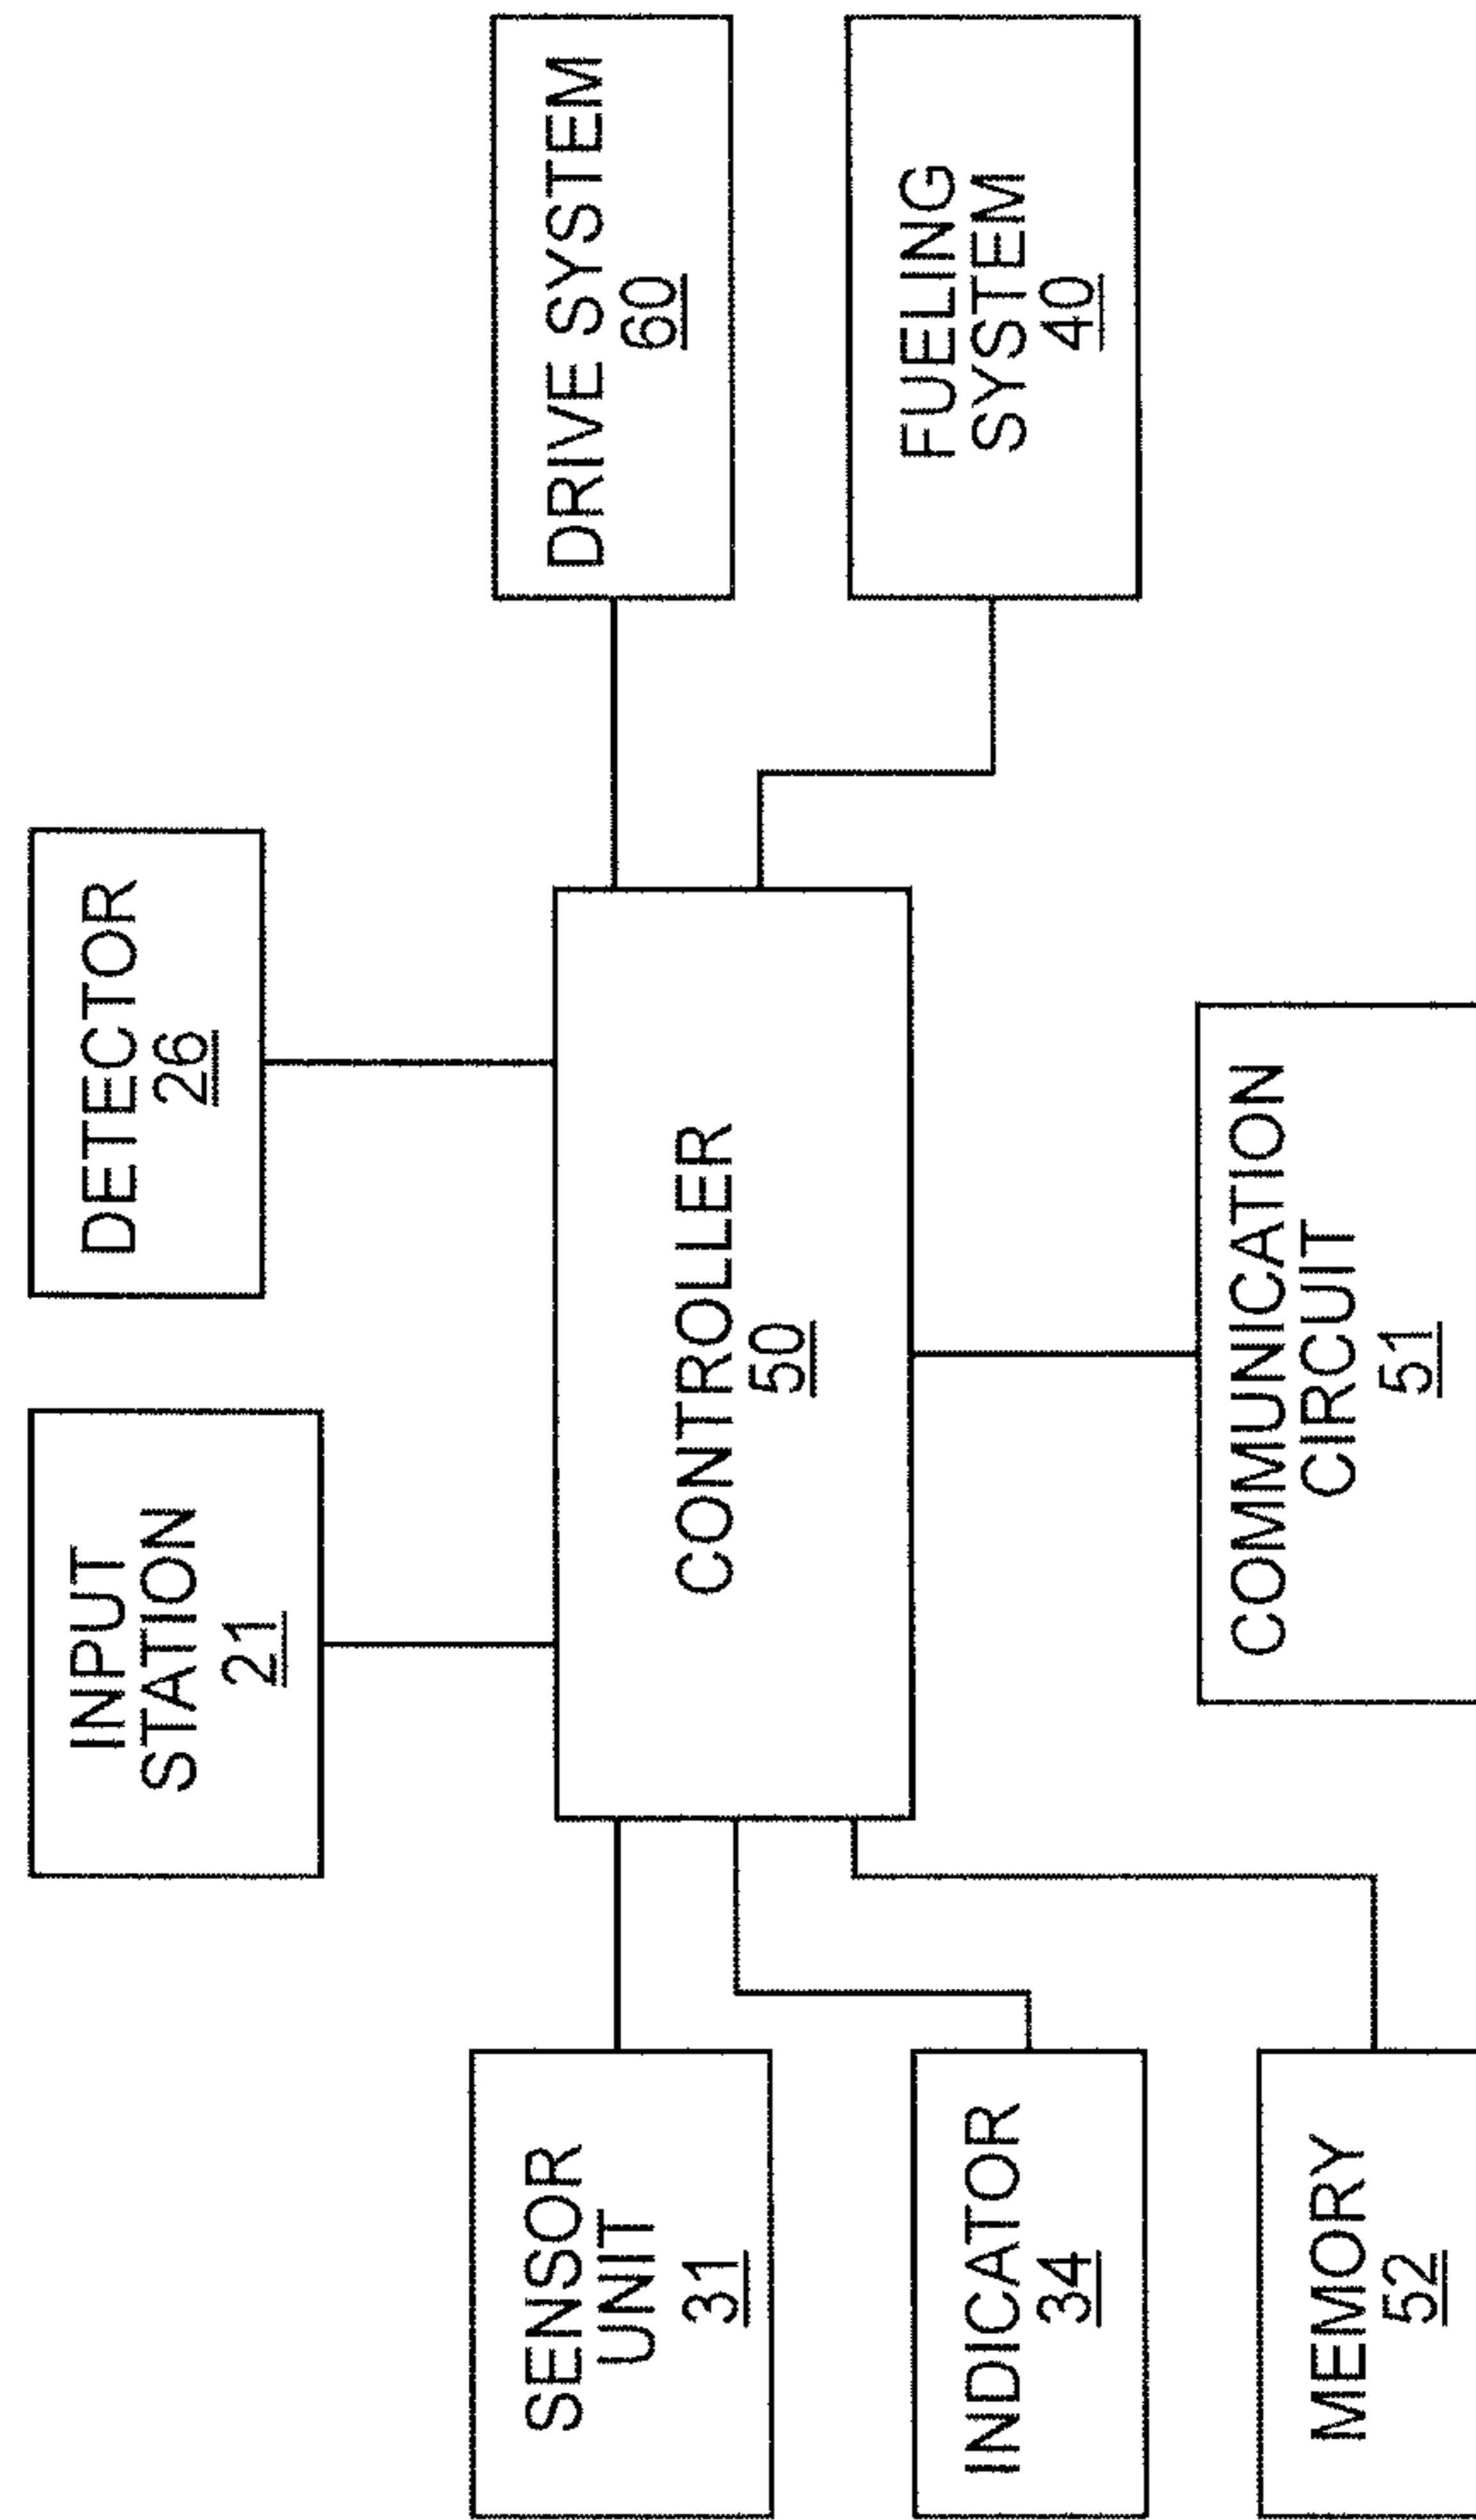 INPUT
STATION
21
DETECTOR
26
SENSOR
UNIT
31
CONTROLLER
50
DRIVE SYSTEM
60
INDICATOR
34
FUELING
SYSTEM
40
MEMORY
52
COMMUNICATION
CIRCUIT
51